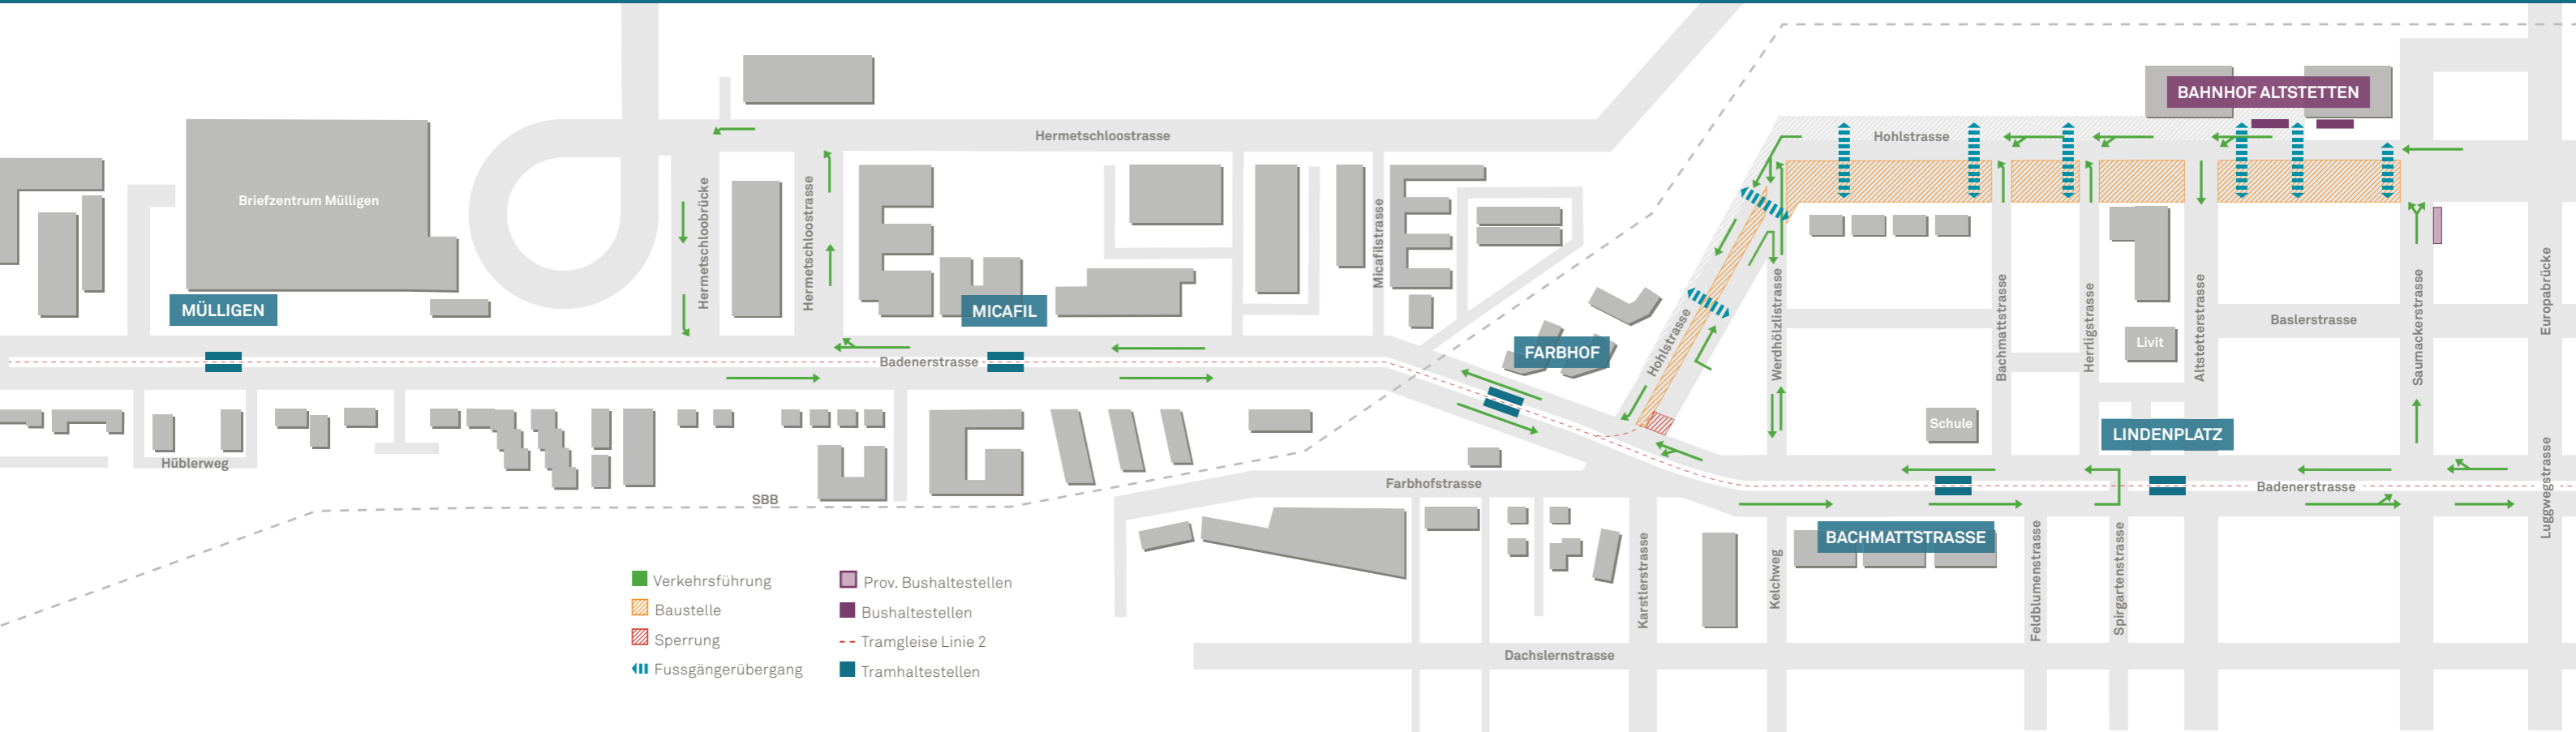 BAHNHOF ALTSTETTEN
Hermetschloostrasse
Hohlstrasse
Briefzentrum Mülligen
Hermetschloobrücke
Hermetschloostrasse
Micafilstrasse
MÜLLIGEN
MICAFIL
Badenerstrasse
FARBHOF
Hohlstrasse
Werdhölzlistrasse
Bachmattstrasse
Herrligstrasse
Livit
Altstetterstrasse
Baslerstrasse
Saumackerstrasse
Europabrücke
Schule
LINDENPLATZ
Hüblerweg
SBB
Farbhofstrasse
Badenerstrasse
Luggwegstrasse
BACHMATTSTRASSE
Karstlerstrasse
Kelchweg
Feldblumenstrasse
Spirgartenstrasse
Dachslernstrasse
Verkehrsführung
Baustelle
Sperrung
Fussgängerübergang
Prov. Bushaltestellen
Bushaltestellen
Tramgleise Linie 2
Tramhaltestellen